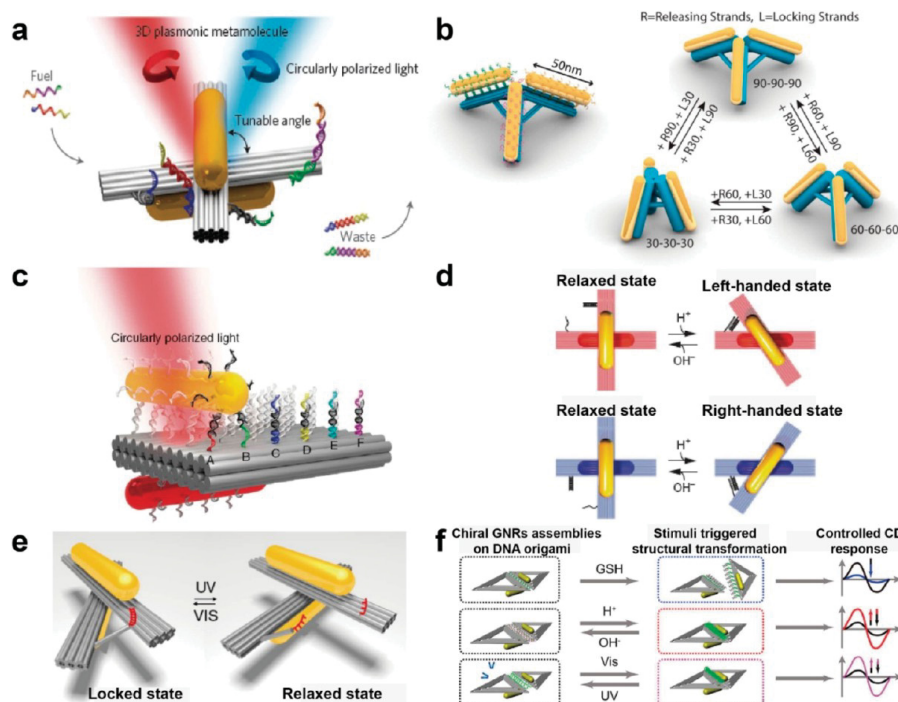 a
3D plasmonic metamolecule
Fuel
Circularly polarized light
Tunable angle
Waste
b
R=Releasing Strands, L=Locking Strands
50nm
90-90-90
+ R90, + L30
+ R30, + L90
+ R60, + L90
+ R90, + L60
+R60, +L30
+R30, +L60
30-30-30
60-60-60
c
Circularly polarized light
A B C D E F
d
Relaxed state
Left-handed state
H⁺
OH⁻
Relaxed state
Right-handed state
H⁺
OH⁻
e
UV
VIS
Locked state
Relaxed state
f
Chiral GNRs assemblies
on DNA origami
Stimuli triggered
structural transformation
Controlled CD
response
GSH
H⁺
OH⁻
Vis
UV